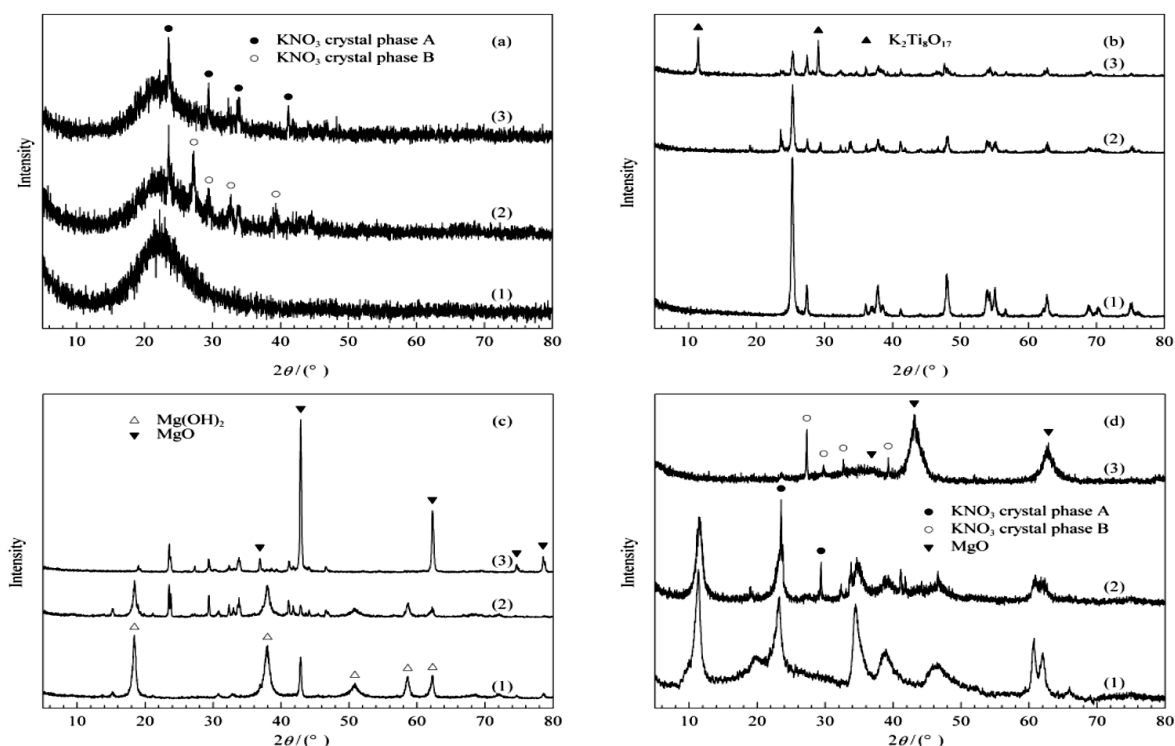 (a)
● KNO₃ crystal phase A
○ KNO₃ crystal phase B
(3)
(2)
(1)
Intensity
10 20 30 40 50 60 70 80
2θ/(°)
(b)
▲ K₂Ti₈O₁₇
(3)
(2)
(1)
Intensity
10 20 30 40 50 60 70 80
2θ/(°)
(c)
△ Mg(OH)₂
▼ MgO
(3)
(2)
(1)
Intensity
10 20 30 40 50 60 70 80
2θ/(°)
(d)
(3)
● KNO₃ crystal phase A
○ KNO₃ crystal phase B
▼ MgO
(2)
(1)
Intensity
10 20 30 40 50 60 70 80
2θ/(°)